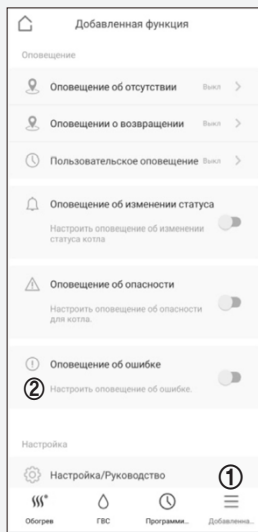 Добавленная функция
Оповещение
Оповещение об отсутствии Выкл >
Оповещении о возвращении Выкл >
Пользовательское оповещение Выкл >
Оповещение об изменении статуса
Настроить оповещение об изменении
статуса котла
Оповещение об опасности
Настроить оповещение об опасности
для котла.
Оповещение об ошибке
② Настроить оповещение об ошибке.
Настройка
①
Настройка/Руководство
Обогрев ГВС Программи.. Добавленна..